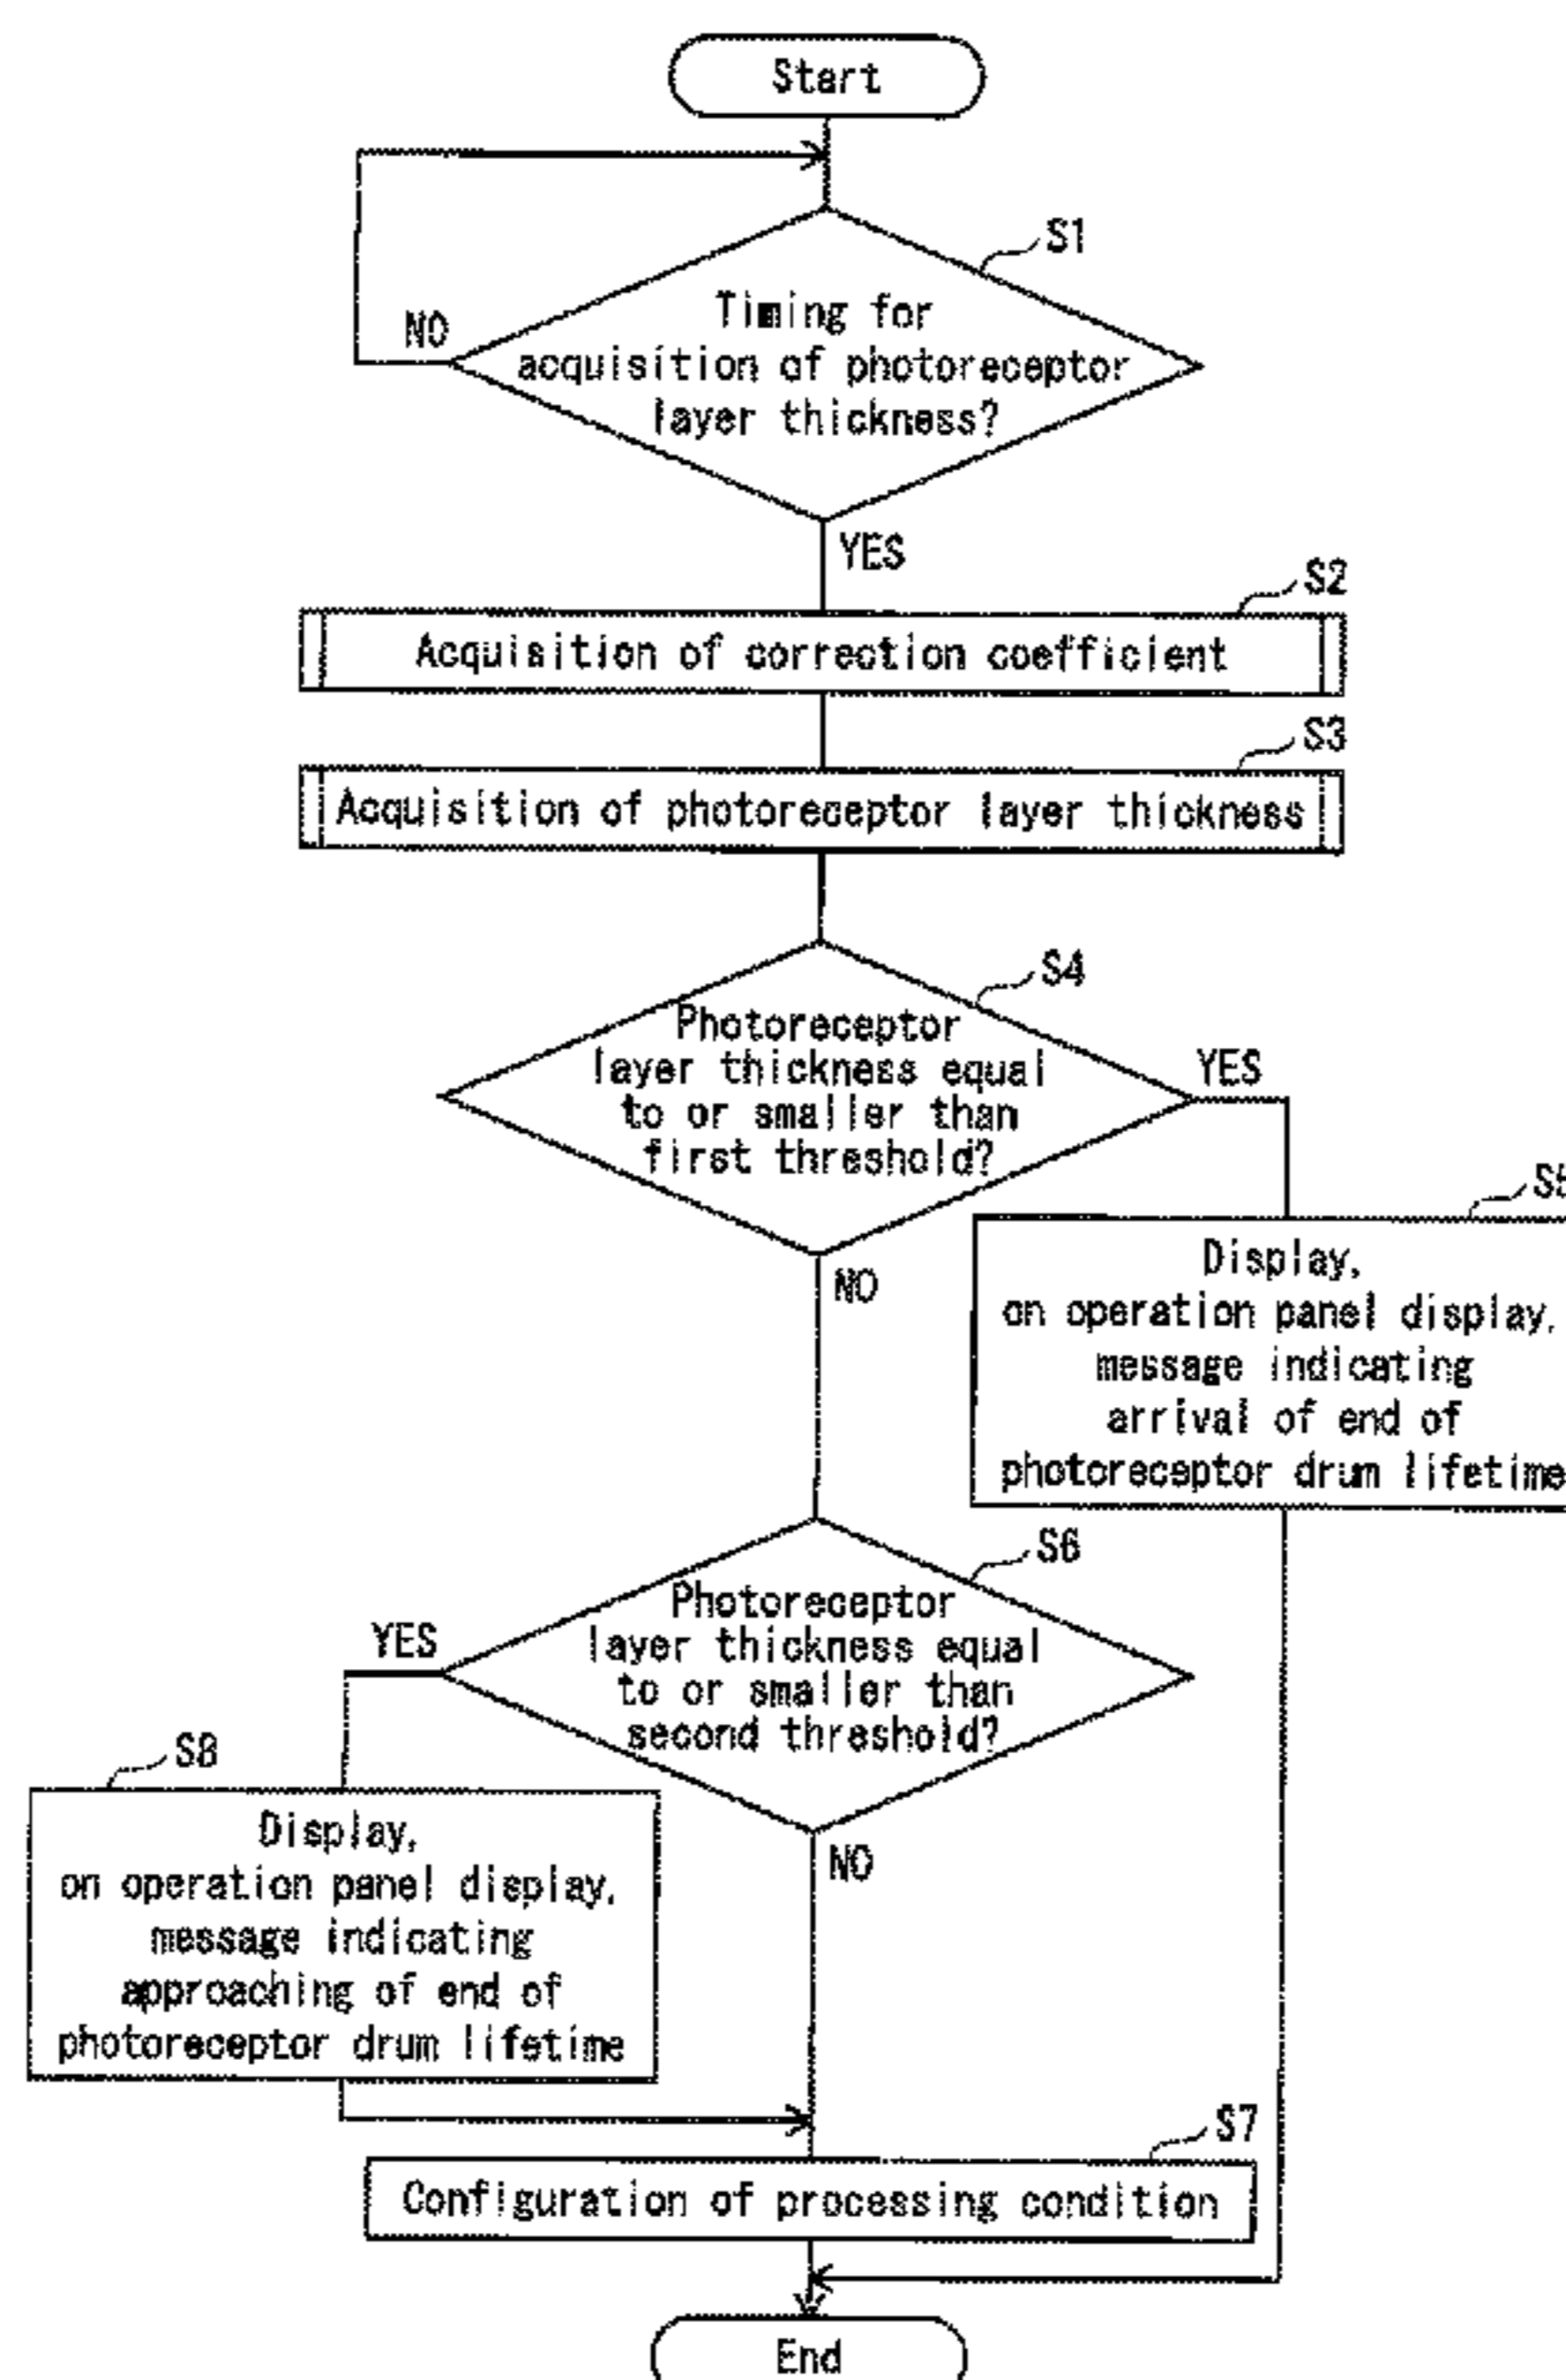 Start
S1
Timing for
acquisition of photoreceptor
layer thickness?
NO
YES
S2
Acquisition of correction coefficient
S3
Acquisition of photoreceptor layer thickness
S4
Photoreceptor
layer thickness equal
to or smaller than
first threshold?
YES
NO
Display,
on operation panel display,
message indicating
arrival of end of
photoreceptor drum lifetime
S6
Photoreceptor
layer thickness equal
to or smaller than
second threshold?
YES
NO
S8
Display,
on operation panel display,
message indicating
approaching of end of
photoreceptor drum lifetime
S7
Configuration of processing condition
End